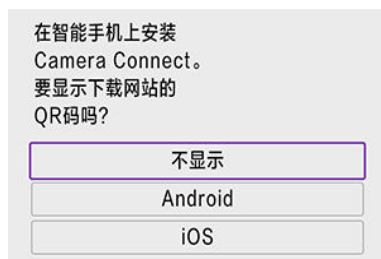 在智能手机上安装
Camera Connect。
要显示下载网站的
QR码吗?
不显示
Android
iOS